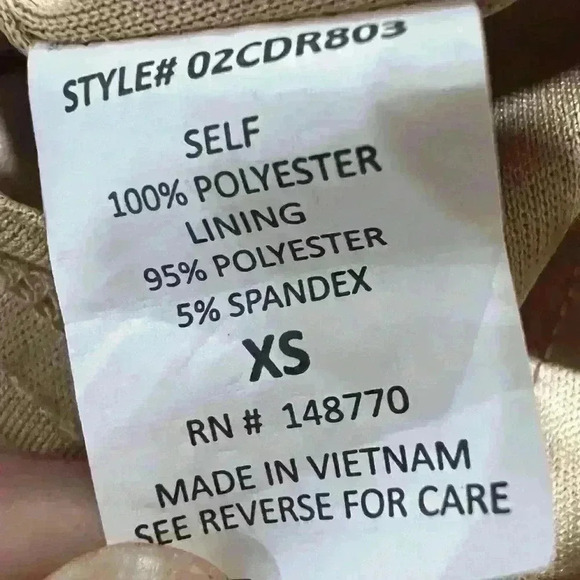 STYLE# 02CDR803
SELF
100% POLYESTER
LINING
95% POLYESTER
5% SPANDEX
XS
RN # 148770
MADE IN VIETNAM
SEE REVERSE FOR CARE